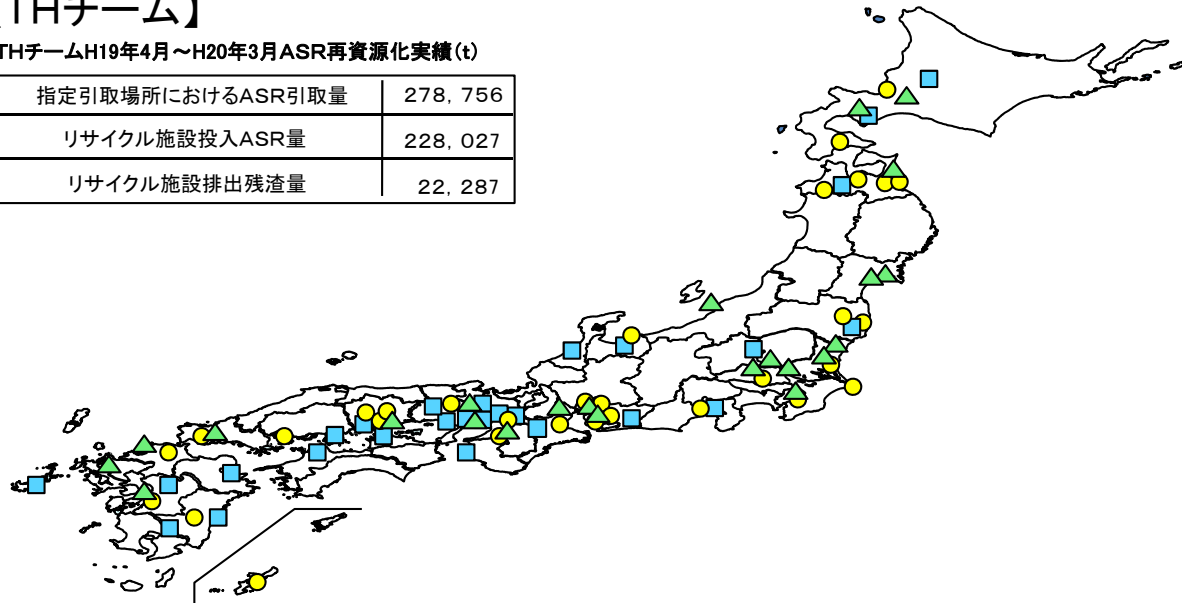 【THチーム】
THチームH19年4月～H20年3月ASR再資源化実績(t)
指定引取場所におけるASR引取量 278,756
リサイクル施設投入ASR量 228,027
リサイクル施設排出残渣量 22,287